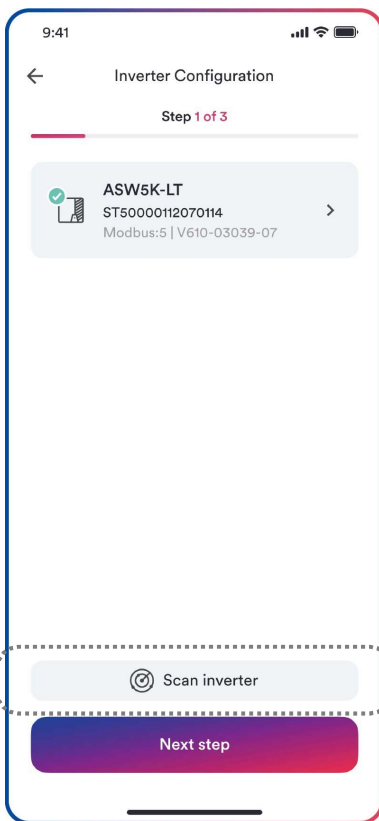 9:41
Inverter Configuration
Step 1 of 3
ASW5K-LT
ST50000112070114
Modbus:5 | V610-03039-07
Scan inverter
Next step